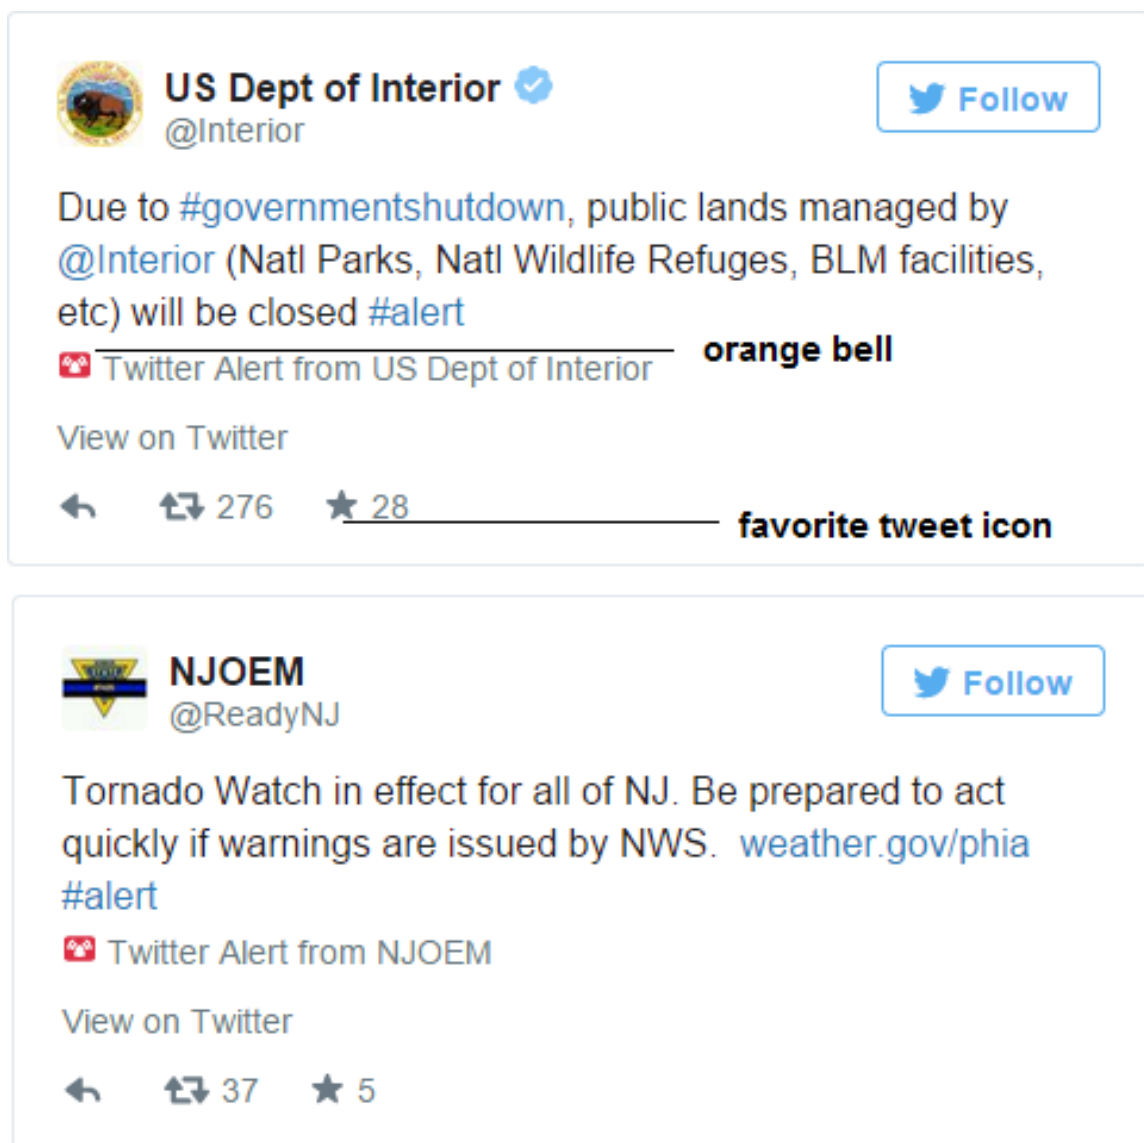 US Dept of Interior
@Interior
Follow
Due to #governmentshutdown, public lands managed by
@Interior (Natl Parks, Natl Wildlife Refuges, BLM facilities,
etc) will be closed #alert
orange bell
Twitter Alert from US Dept of Interior
View on Twitter
276 28
favorite tweet icon
NJOEM
@ReadyNJ
Follow
Tornado Watch in effect for all of NJ. Be prepared to act
quickly if warnings are issued by NWS. weather.gov/phia
#alert
Twitter Alert from NJOEM
View on Twitter
37 5